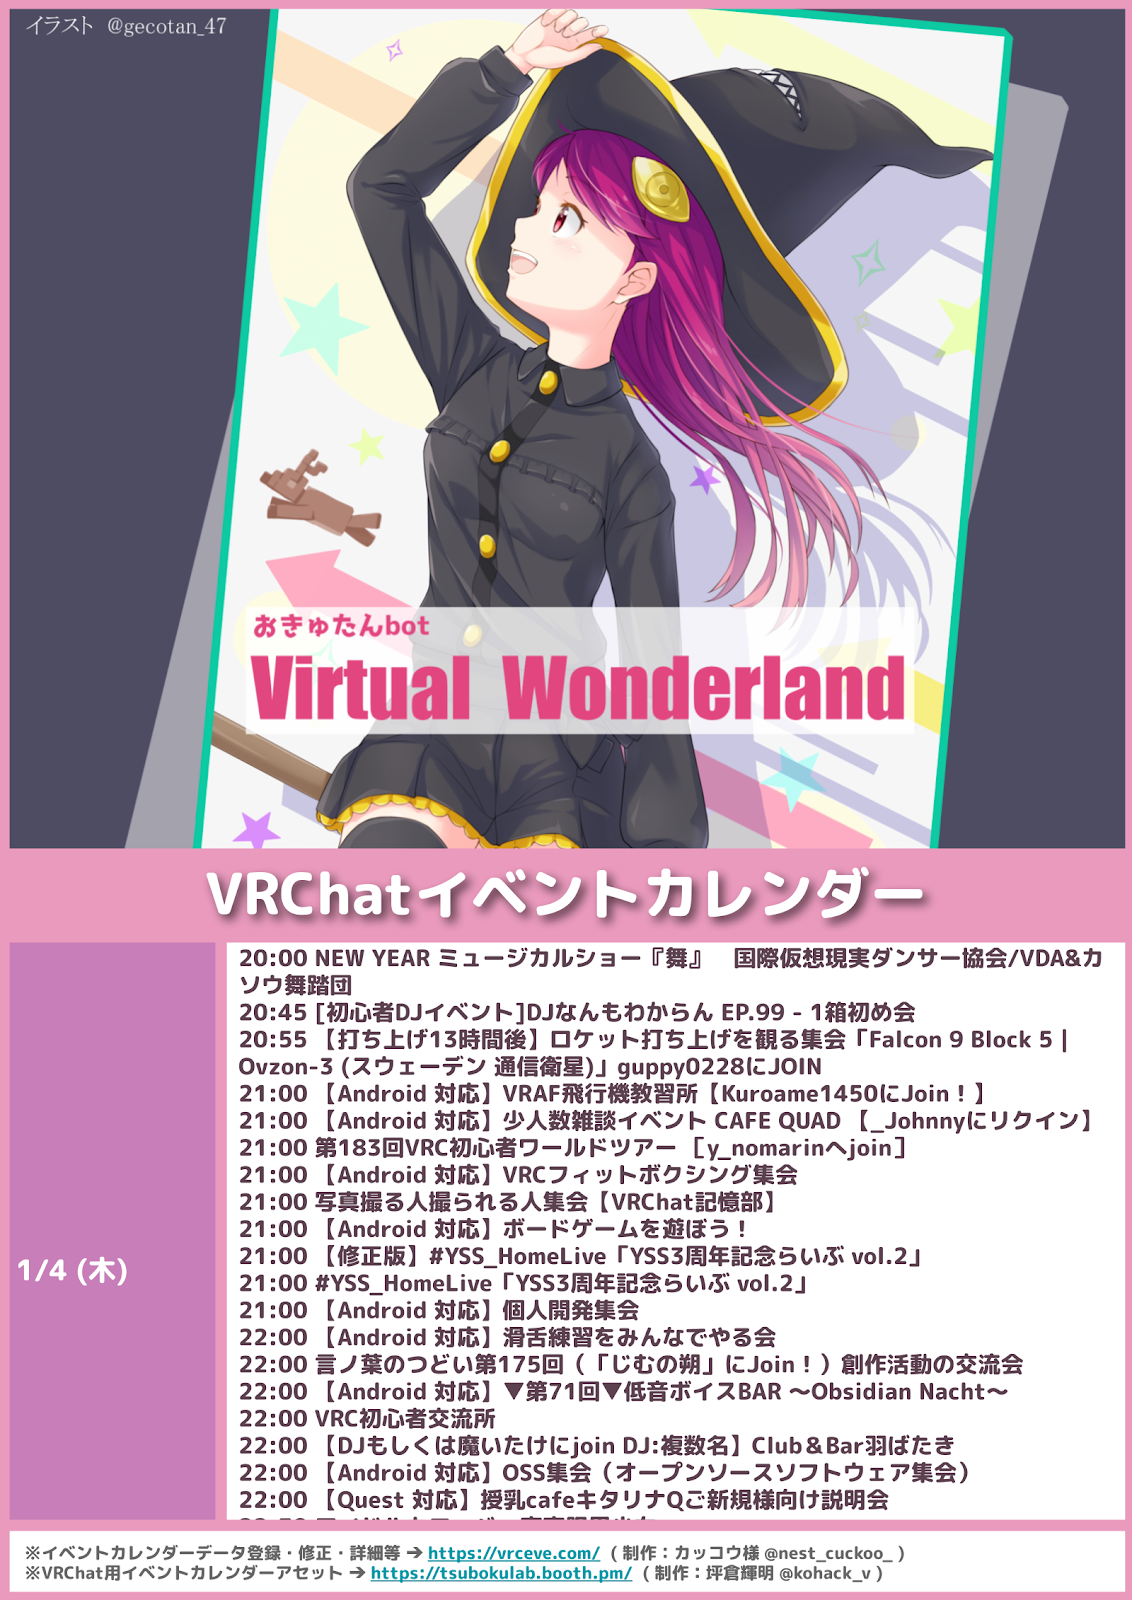 イラスト @gecotan_47
おきゅたんbot
Virtual Wonderland
VRChatイベントカレンダー
1/4 (木)
20:00 NEW YEAR ミュージカルショー『舞』　国際仮想現実ダンサー協会/VDA&カ
ソウ舞踏団
20:45 [初心者DJイベント]DJなんもわからん EP.99 - 1箱初め会
20:55 【打ち上げ13時間後】ロケット打ち上げを観る集会「Falcon 9 Block 5 |
Ovzon-3 (スウェーデン 通信衛星)」guppy0228にJOIN
21:00 【Android 対応】VRAF飛行機教習所【Kuroame1450にJoin！】
21:00 【Android 対応】少人数雑談イベント CAFE QUAD 【_Johnnyにリクイン】
21:00 第183回VRC初心者ワールドツアー ［y_nomarinへjoin］
21:00 【Android 対応】VRCフィットボクシング集会
21:00 写真撮る人撮られる人集会【VRChat記憶部】
21:00 【Android 対応】ボードゲームを遊ぼう！
21:00 【修正版】#YSS_HomeLive「YSS3周年記念らいぶ vol.2」
21:00 #YSS_HomeLive「YSS3周年記念らいぶ vol.2」
21:00 【Android 対応】個人開発集会
22:00 【Android 対応】滑舌練習をみんなでやる会
22:00 言ノ葉のつどい第175回（「じむの朔」にJoin！）創作活動の交流会
22:00 【Android 対応】▼第71回▼低音ボイスBAR ～Obsidian Nacht～
22:00 VRC初心者交流所
22:00 【DJもしくは魔いたけにjoin DJ:複数名】Club＆Bar羽ばたき
22:00 【Android 対応】OSS集会（オープンソースソフトウェア集会）
22:00 【Quest 対応】授乳cafeキタリナQご新規様向け説明会
※イベントカレンダーデータ登録・修正・詳細等 ➔ https://vrceve.com/ （ 制作：カッコウ様 @nest_cuckoo_ ）
※VRChat用イベントカレンダーアセット ➔ https://tsubokulab.booth.pm/ （ 制作：坪倉輝明 @kohack_v ）